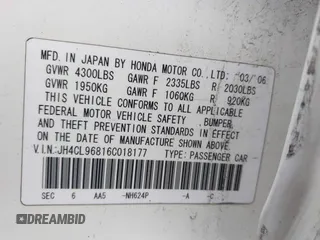 MFD. IN JAPAN BY HONDA MOTOR CO., LTD. 03/06
GVWR 4300LBS GAWR F 2335LBS R 2030LBS
GVWR 1950KG GAWR F 1060KG R 920KG
THIS VEHICLE CONFORMS TO ALL APPLICABLE
FEDERAL MOTOR VEHICLE SAFETY, BUMPER,
AND THEFT PREVENTION STANDARDS IN EFFECT
ON THE DATE OF MANUFACTURE SHOWN ABOVE.
V.I.N: JH4CL96816C018177 TYPE: PASSENGER CAR
SEC 6 AA5 -NH624P -A -C
DREAMBID